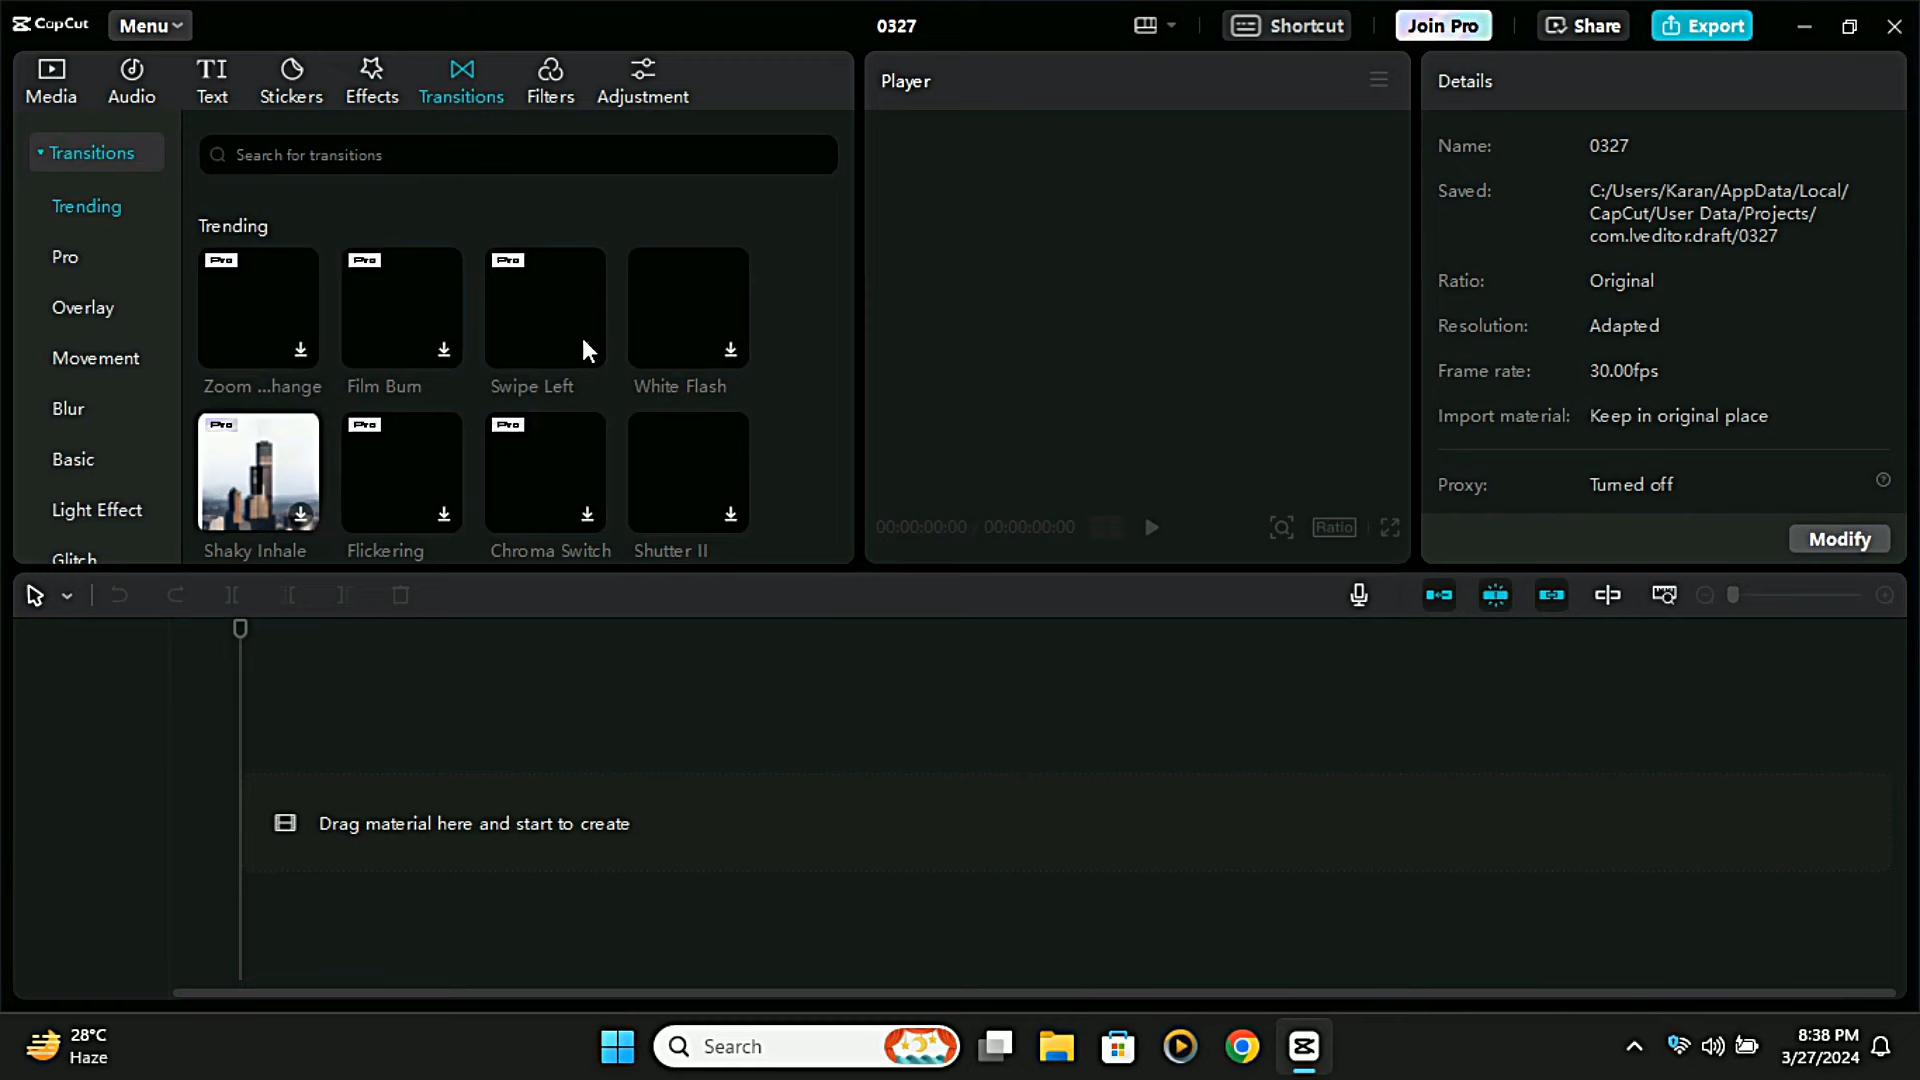 CapCut
Menu
0327
Shortcut
Join Pro
Share
Export
Media
Audio
TI
Text
Stickers
Effects
Transitions
Filters
Adjustment
Player
Details
Transitions
Search for transitions
Trending
Pro
Overlay
Movement
Blur
Basic
Light Effect
Glitch
Trending
Pro
Pro
Pro
Zoom ...hange
Film Burn
Swipe Left
White Flash
Pro
Pro
Pro
Shaky Inhale
Flickering
Chroma Switch
Shutter II
00:00:00:00 / 00:00:00:00
Ratio
Name: 0327
Saved: C:/Users/Karan/AppData/Local/
CapCut/User Data/Projects/
com.lveditor.draft/0327
Ratio: Original
Resolution: Adapted
Frame rate: 30.00fps
Import material: Keep in original place
Proxy: Turned off
Modify
Drag material here and start to create
28°C
Haze
Search
8:38 PM
3/27/2024